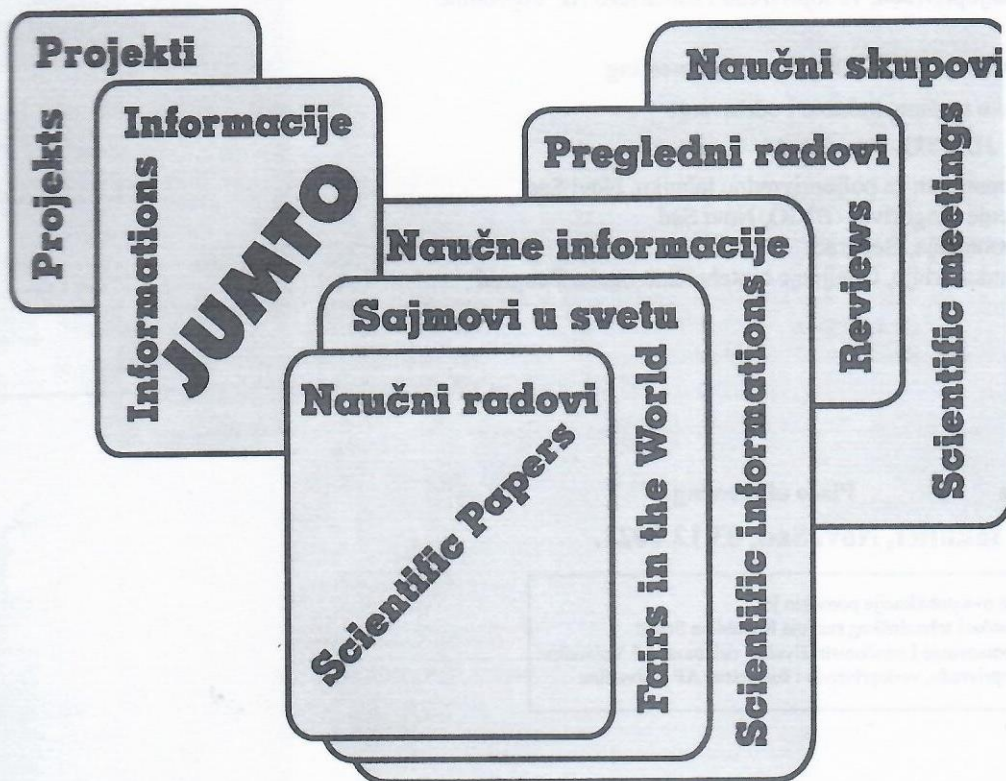 Projekti
Projekts
Informacije
Informations
JUMTO
Naučni skupovi
Scientific meetings
Pregledni radovi
Reviews
Naučne informacije
Scientific informations
Sajmovi u svetu
Fairs in the World
Naučni radovi
Scientific Papers